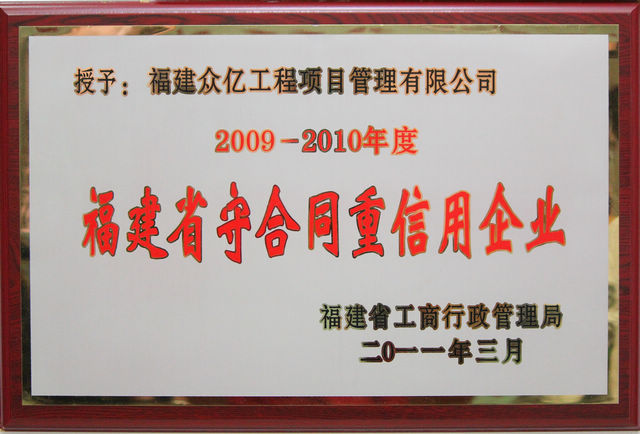 授予：福建众亿工程项目管理有限公司
2009－2010年度
福建省守合同重信用企业
福建省工商行政管理局
二0一一年三月